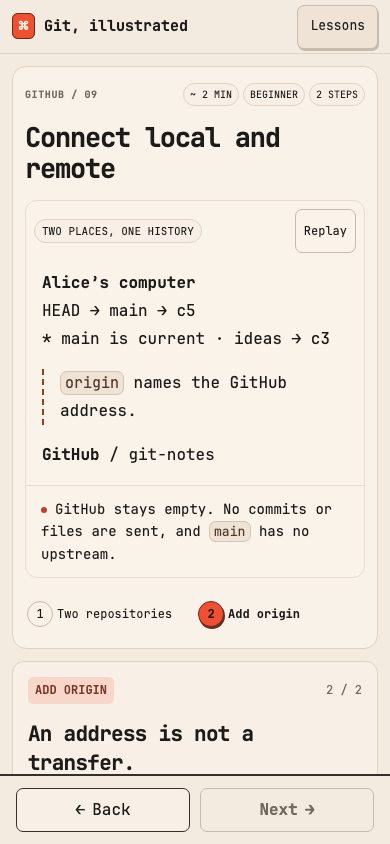 ⌘ Git, illustrated
Lessons
GITHUB / 09
~ 2 MIN
BEGINNER
2 STEPS
Connect local and
remote
TWO PLACES, ONE HISTORY
Replay
Alice’s computer
HEAD → main → c5
* main is current · ideas → c3
origin names the GitHub
address.
GitHub / git-notes
• GitHub stays empty. No commits or
files are sent, and main has no
upstream.
1 Two repositories
2 Add origin
ADD ORIGIN
2 / 2
An address is not a
transfer.
← Back
Next →